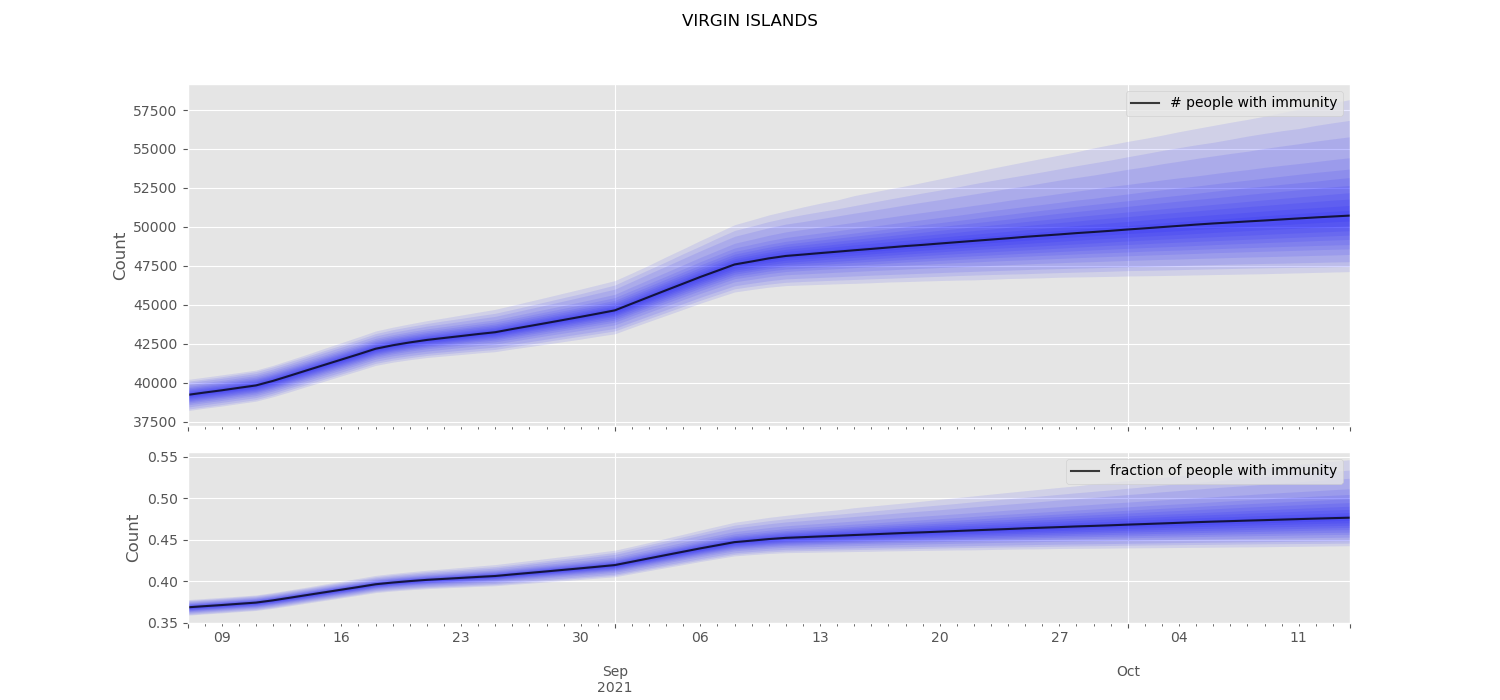 VIRGIN ISLANDS
# people with immunity
57500
55000
52500
50000
47500
45000
42500
40000
37500
Count
fraction of people with immunity
0.55
0.50
0.45
0.40
0.35
Count
09 16 23 30 06 13 20 27 04 11
Sep Oct
2021